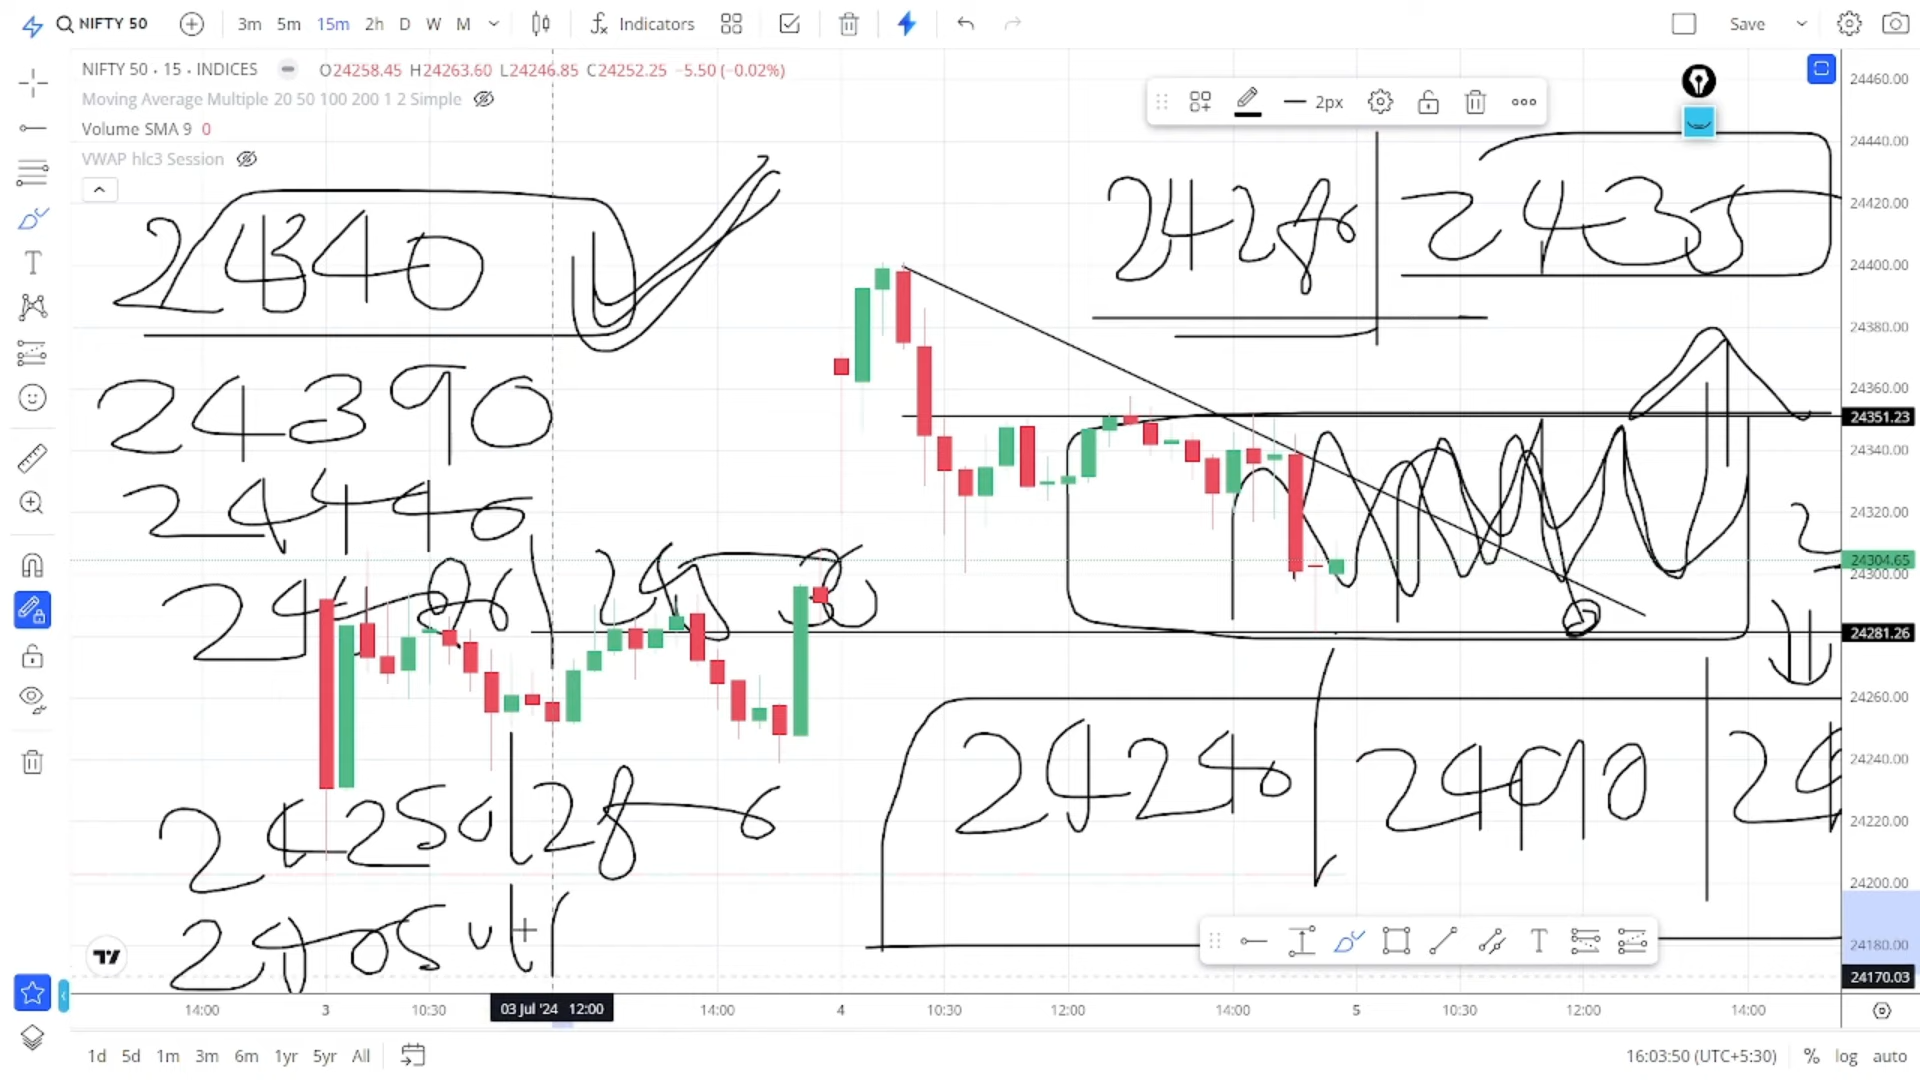 NIFTY 50 3m 5m 15m 2h D W M Indicators Save
NIFTY 50 · 15 · INDICES O24258.45 H24263.60 L24246.85 C24252.25 −5.50 (−0.02%)
Moving Average Multiple 20 50 100 200 1 2 Simple
Volume SMA 9 0
VWAP hlc3 Session
2px
24340
24390
24286
2435
24240
24460.00
24440.00
24420.00
24400.00
24380.00
24360.00
24351.23
24340.00
24320.00
24304.65
24300.00
24281.26
24260.00
24240.00
24220.00
24200.00
24180.00
24170.03
14:00 3 10:30 03 Jul '24 12:00 14:00 4 10:30 12:00 14:00 5 10:30 12:00 14:00
1d 5d 1m 3m 6m 1yr 5yr All 16:03:50 (UTC+5:30) % log auto